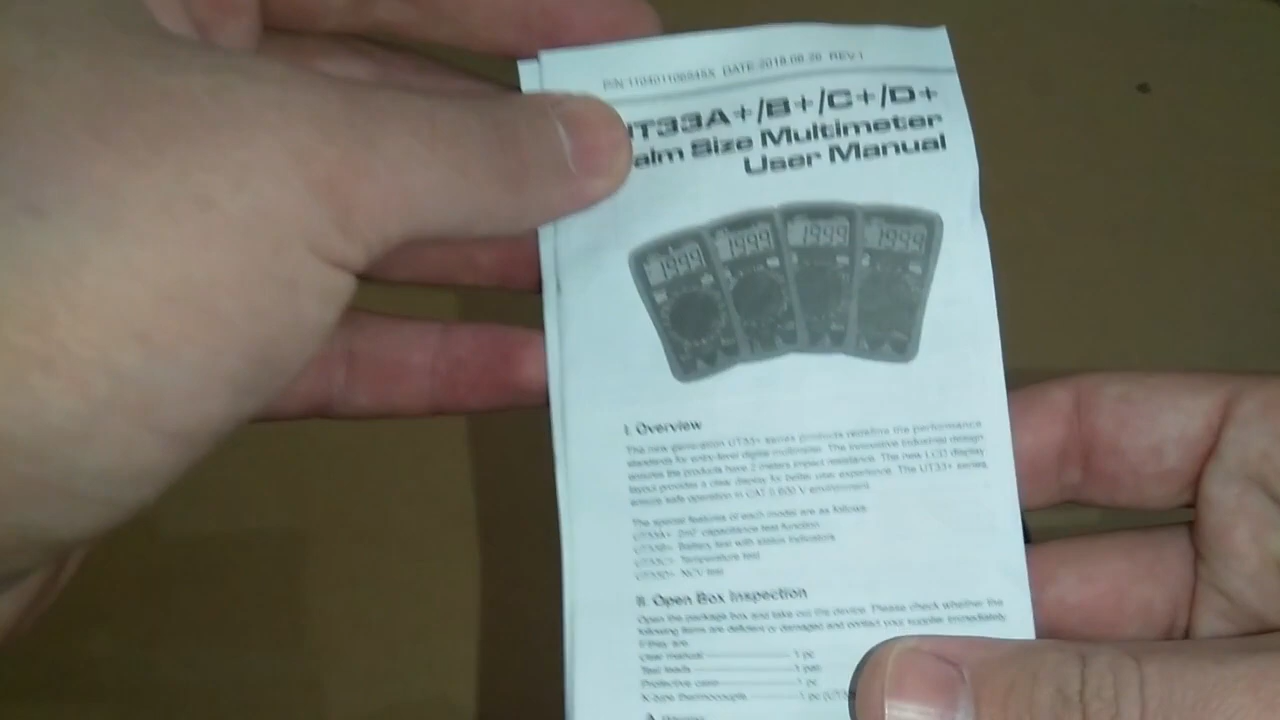 P/N:110401106945X DATE:2018.06.26 REV.1
UT33A+/B+/C+/D+
alm Size Multimeter
User Manual
1999 1999 1999 1999
I. Overview
The new generation UT33+ series products redefine the performance
standards for entry-level digital multimeter. The innovative industrial design
ensures the products have 2 meters impact resistance. The new LCD display
layout provides a clear display for better user experience. The UT33+ series
ensure safe operation in CAT II 600 V environment.
The special features of each model are as follows:
UT33A+: 2mF capacitance test function
UT33B+: Battery test with status indicators
UT33C+: Temperature test
UT33D+: NCV test
II. Open Box Inspection
Open the package box and take out the device. Please check whether the
following items are deficient or damaged and contact your supplier immediately
if they are.
User manual 1 pc
Test leads 1 pair
Protective case 1 pc
K-type thermocouple 1 pc (UT33